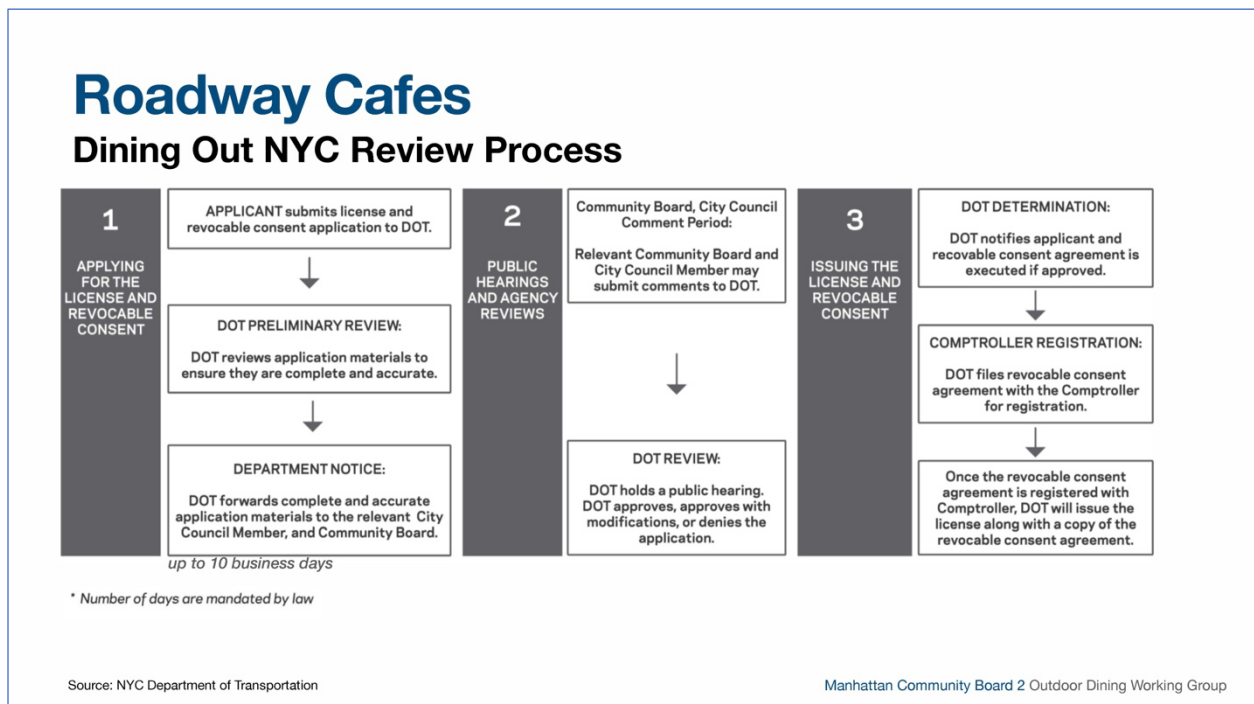 Roadway Cafes
Dining Out NYC Review Process
1
APPLYING
FOR THE
LICENSE AND
REVOCABLE
CONSENT
APPLICANT submits license and
revocable consent application to DOT.
DOT PRELIMINARY REVIEW:
DOT reviews application materials to
ensure they are complete and accurate.
DEPARTMENT NOTICE:
DOT forwards complete and accurate
application materials to the relevant City
Council Member, and Community Board.
up to 10 business days
2
PUBLIC
HEARINGS
AND AGENCY
REVIEWS
Community Board, City Council
Comment Period:
Relevant Community Board and
City Council Member may
submit comments to DOT.
DOT REVIEW:
DOT holds a public hearing.
DOT approves, approves with
modifications, or denies the
application.
3
ISSUING THE
LICENSE AND
REVOCABLE
CONSENT
DOT DETERMINATION:
DOT notifies applicant and
recovable consent agreement is
executed if approved.
COMPTROLLER REGISTRATION:
DOT files revocable consent
agreement with the Comptroller
for registration.
Once the revocable consent
agreement is registered with
Comptroller, DOT will issue the
license along with a copy of the
revocable consent agreement.
* Number of days are mandated by law
Source: NYC Department of Transportation
Manhattan Community Board 2 Outdoor Dining Working Group